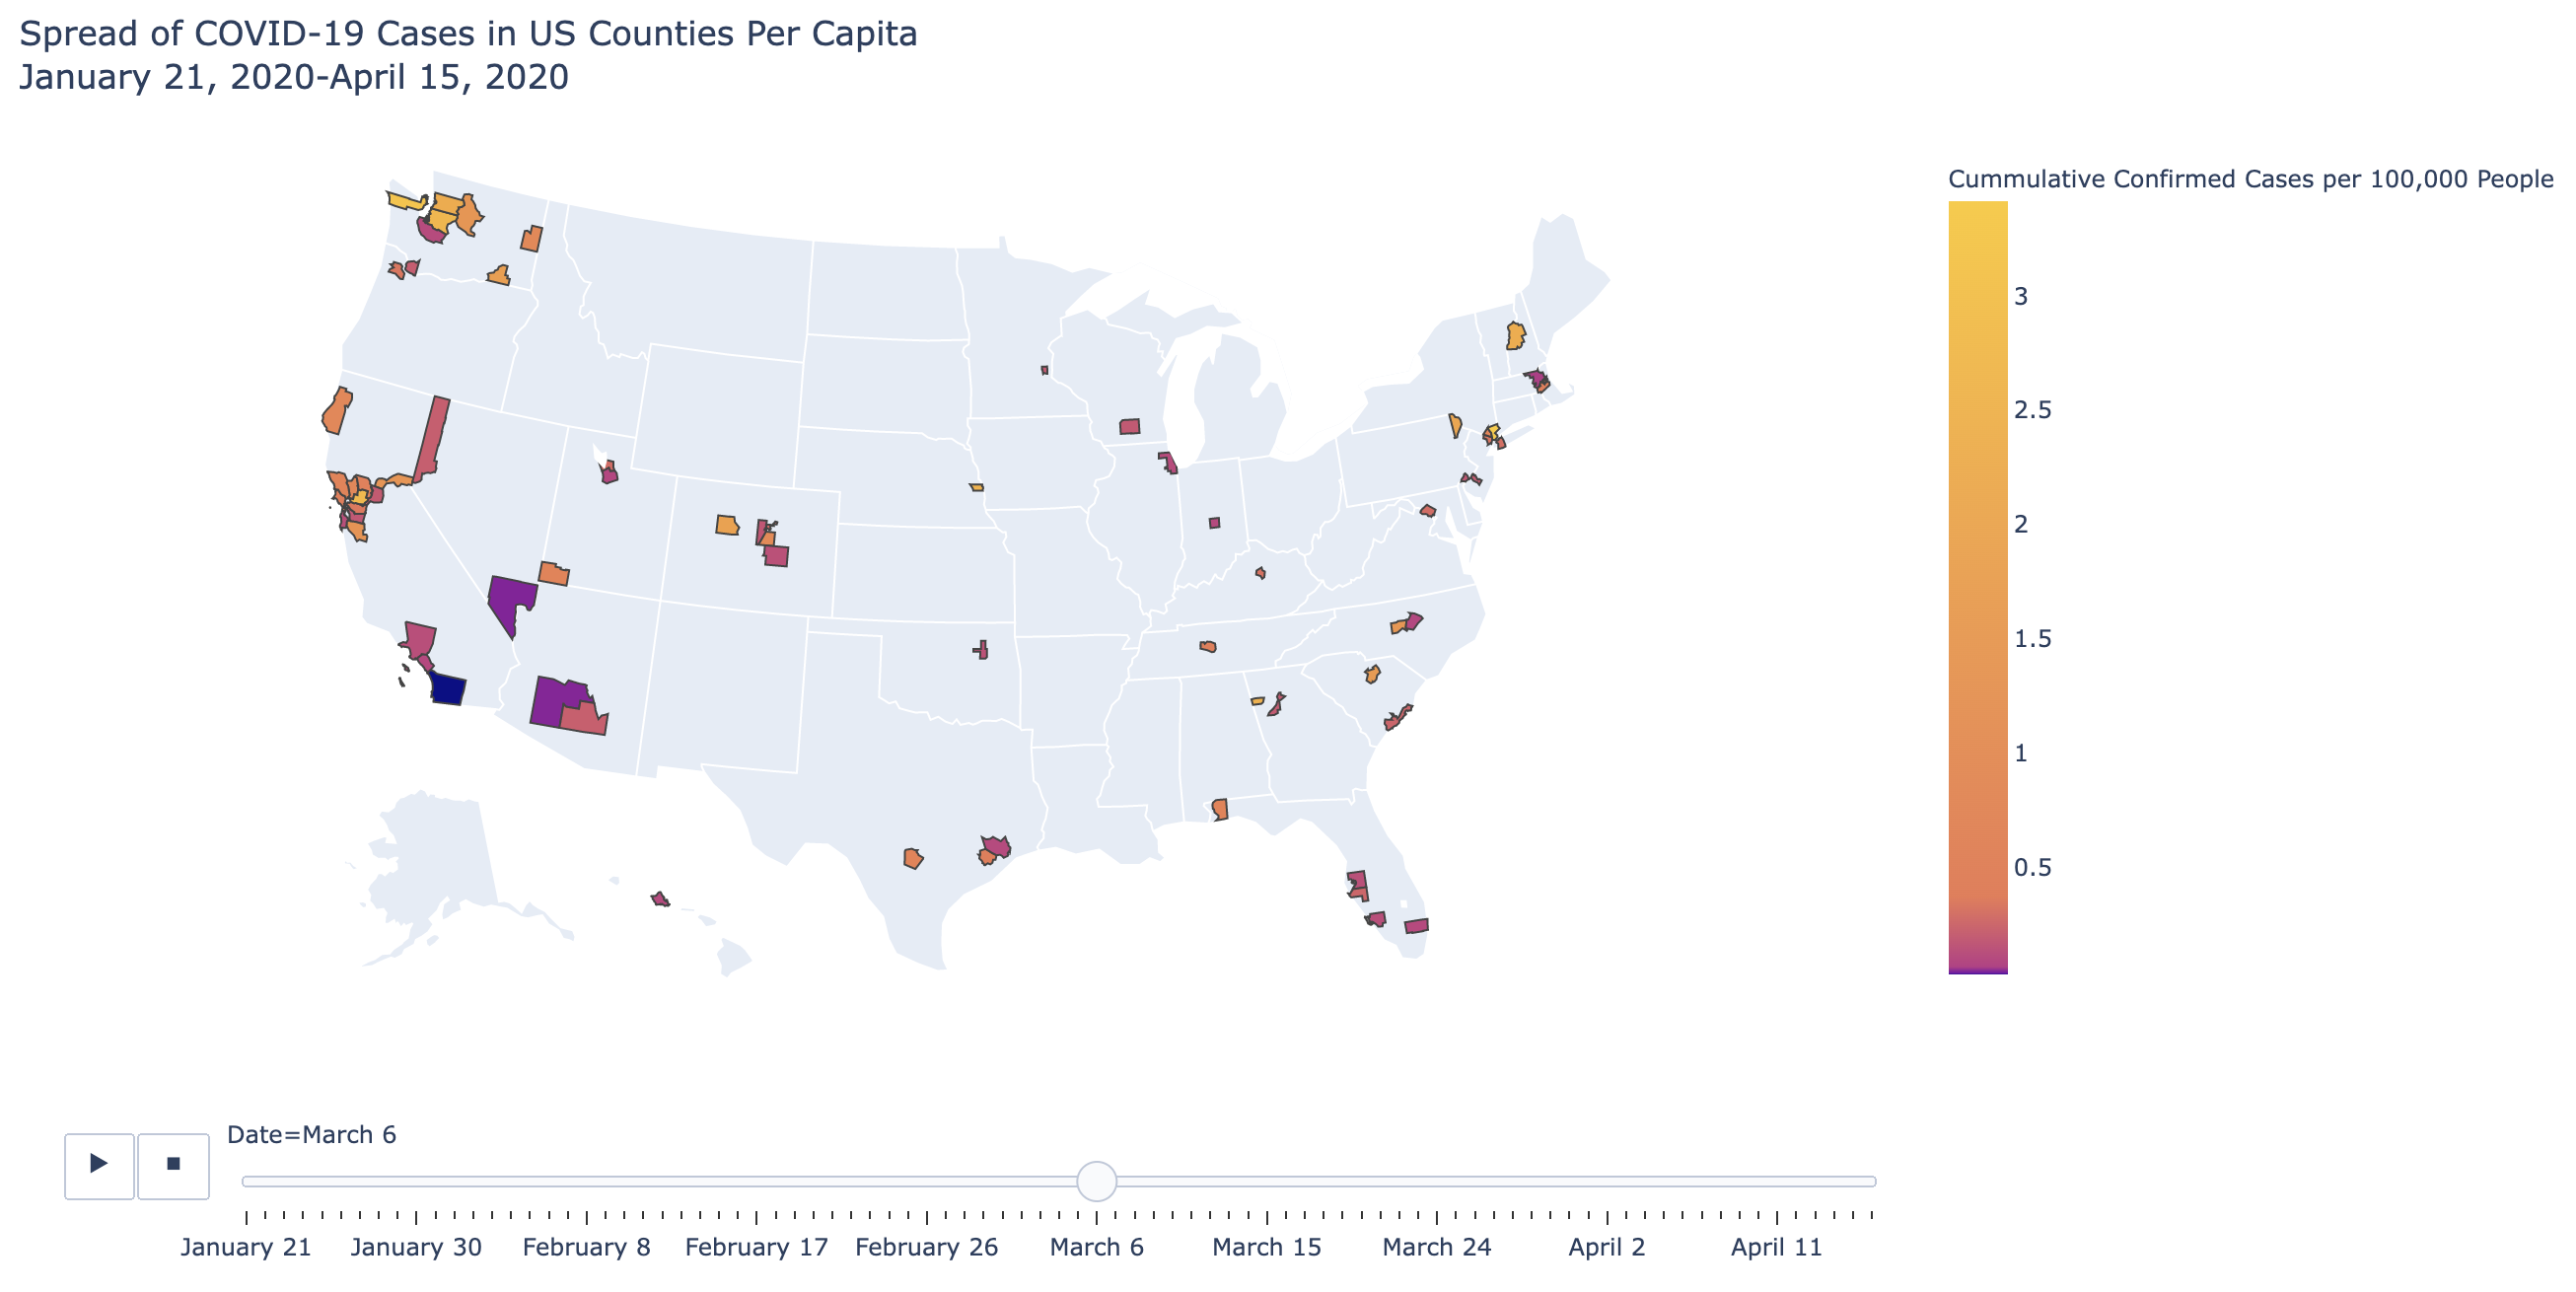 Spread of COVID-19 Cases in US Counties Per Capita
January 21, 2020-April 15, 2020
Cummulative Confirmed Cases per 100,000 People
3
2.5
2
1.5
1
0.5
Date=March 6
January 21 January 30 February 8 February 17 February 26 March 6 March 15 March 24 April 2 April 11